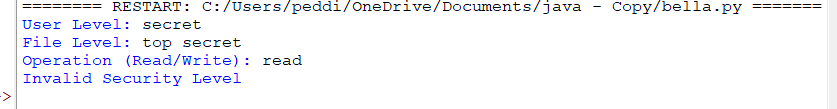 ======== RESTART: C:/Users/peddi/OneDrive/Documents/java - Copy/bella.py =======
User Level: secret
File Level: top secret
Operation (Read/Write): read
Invalid Security Level
>